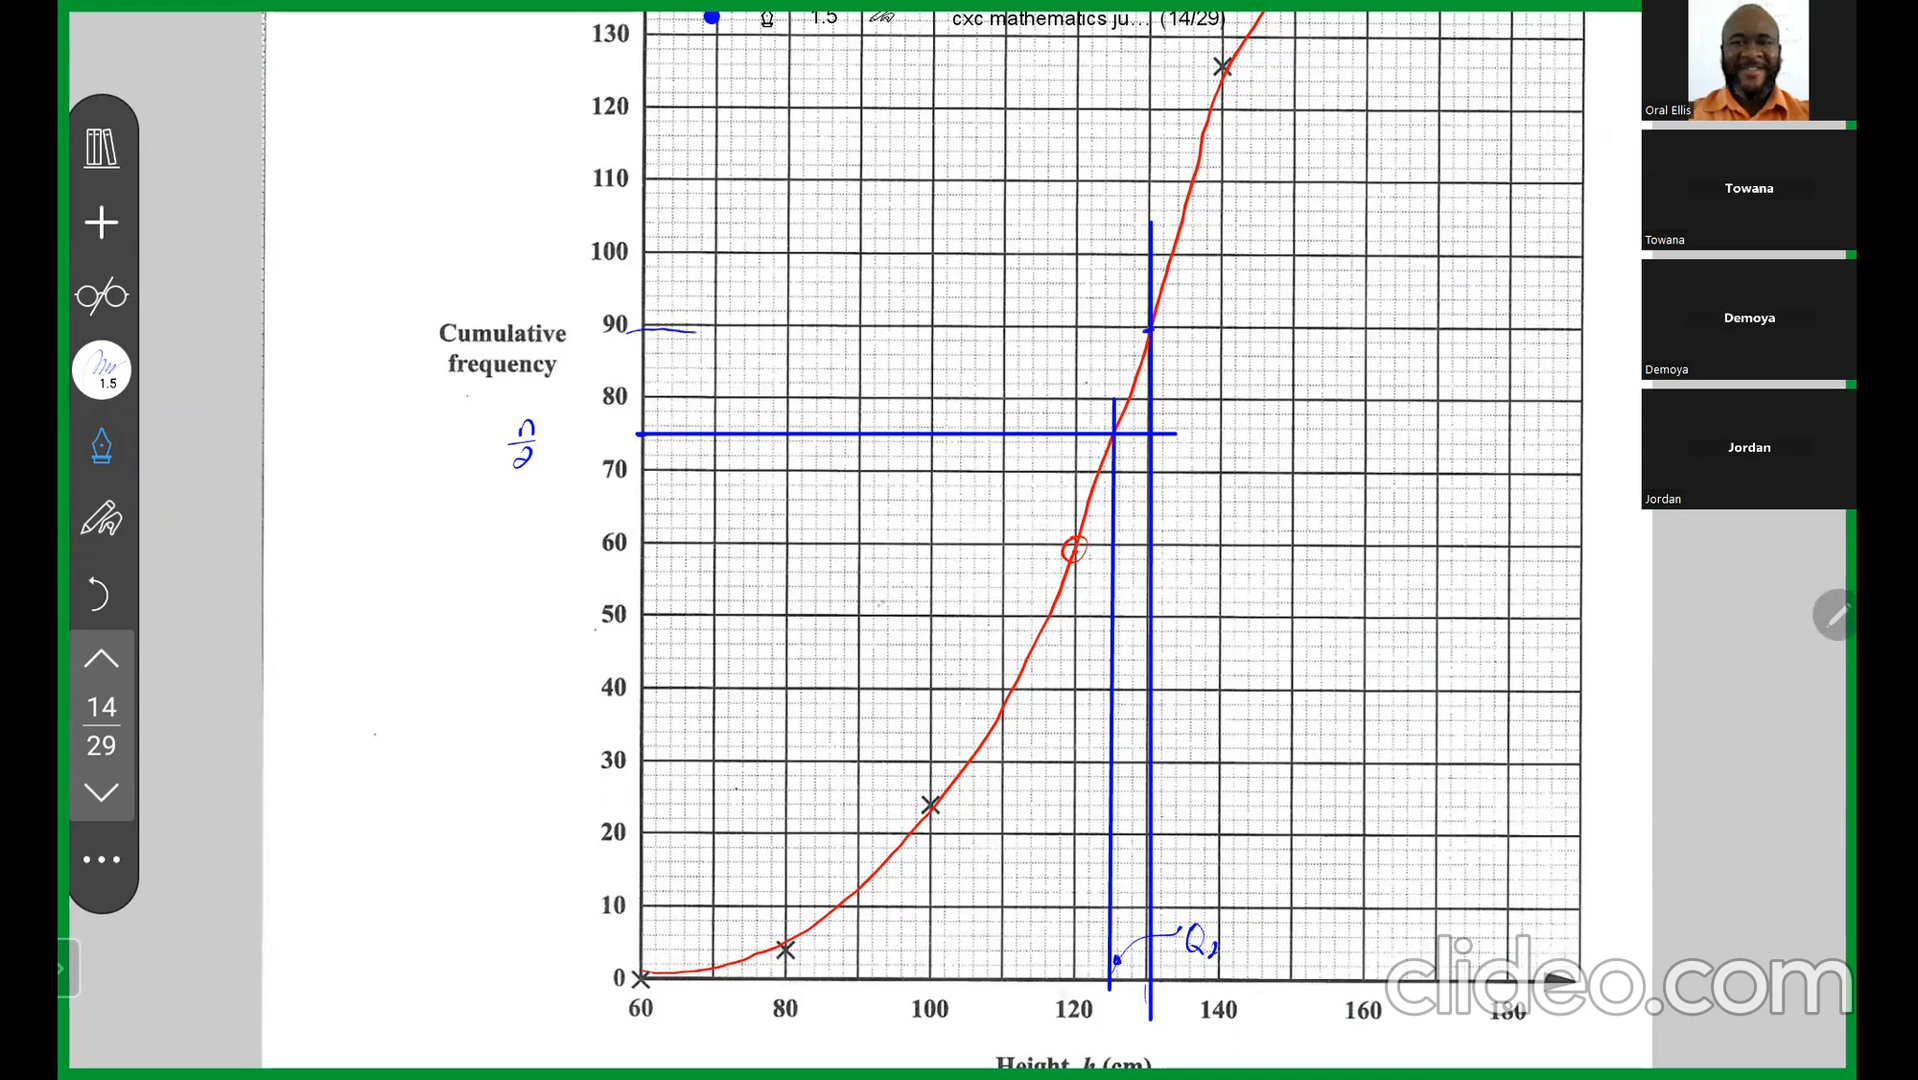 1.5
cxc mathematics ju... (14/29)
130
120
110
100
90
80
70
60
50
40
30
20
10
0
Cumulative
frequency
n
2
1.5
14
29
Q2
60 80 100 120 140 160 180
Height, h (cm)
Oral Ellis
Towana
Towana
Demoya
Demoya
Jordan
Jordan
clideo.com